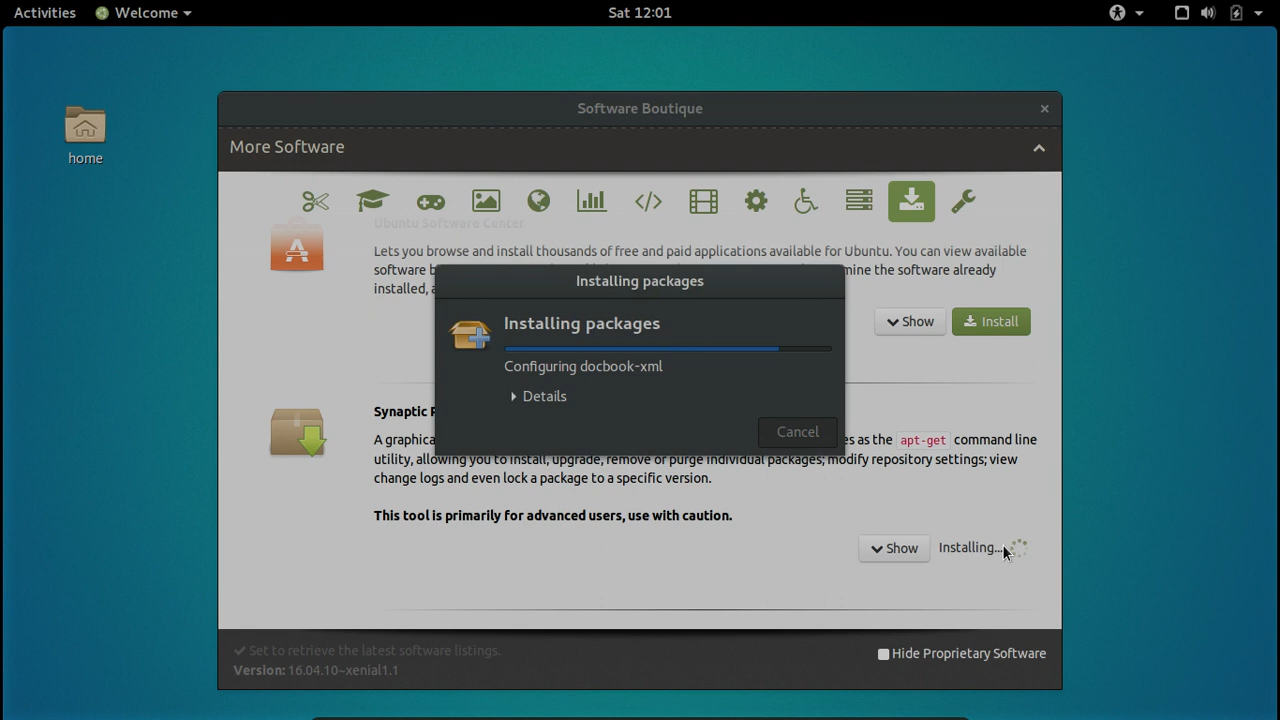 Activities
Welcome
Sat 12:01
home
Software Boutique
More Software
Ubuntu Software Center
Lets you browse and install thousands of free and paid applications available for Ubuntu. You can view available
software b
mine the software already
installed, a
Show
Install
Installing packages
Installing packages
Configuring docbook-xml
Details
Cancel
Synaptic P
A graphica
es as the apt-get command line
utility, allowing you to install, upgrade, remove or purge individual packages; modify repository settings; view
change logs and even lock a package to a specific version.
This tool is primarily for advanced users, use with caution.
Show
Installing...
Set to retrieve the latest software listings.
Version: 16.04.10~xenial1.1
Hide Proprietary Software